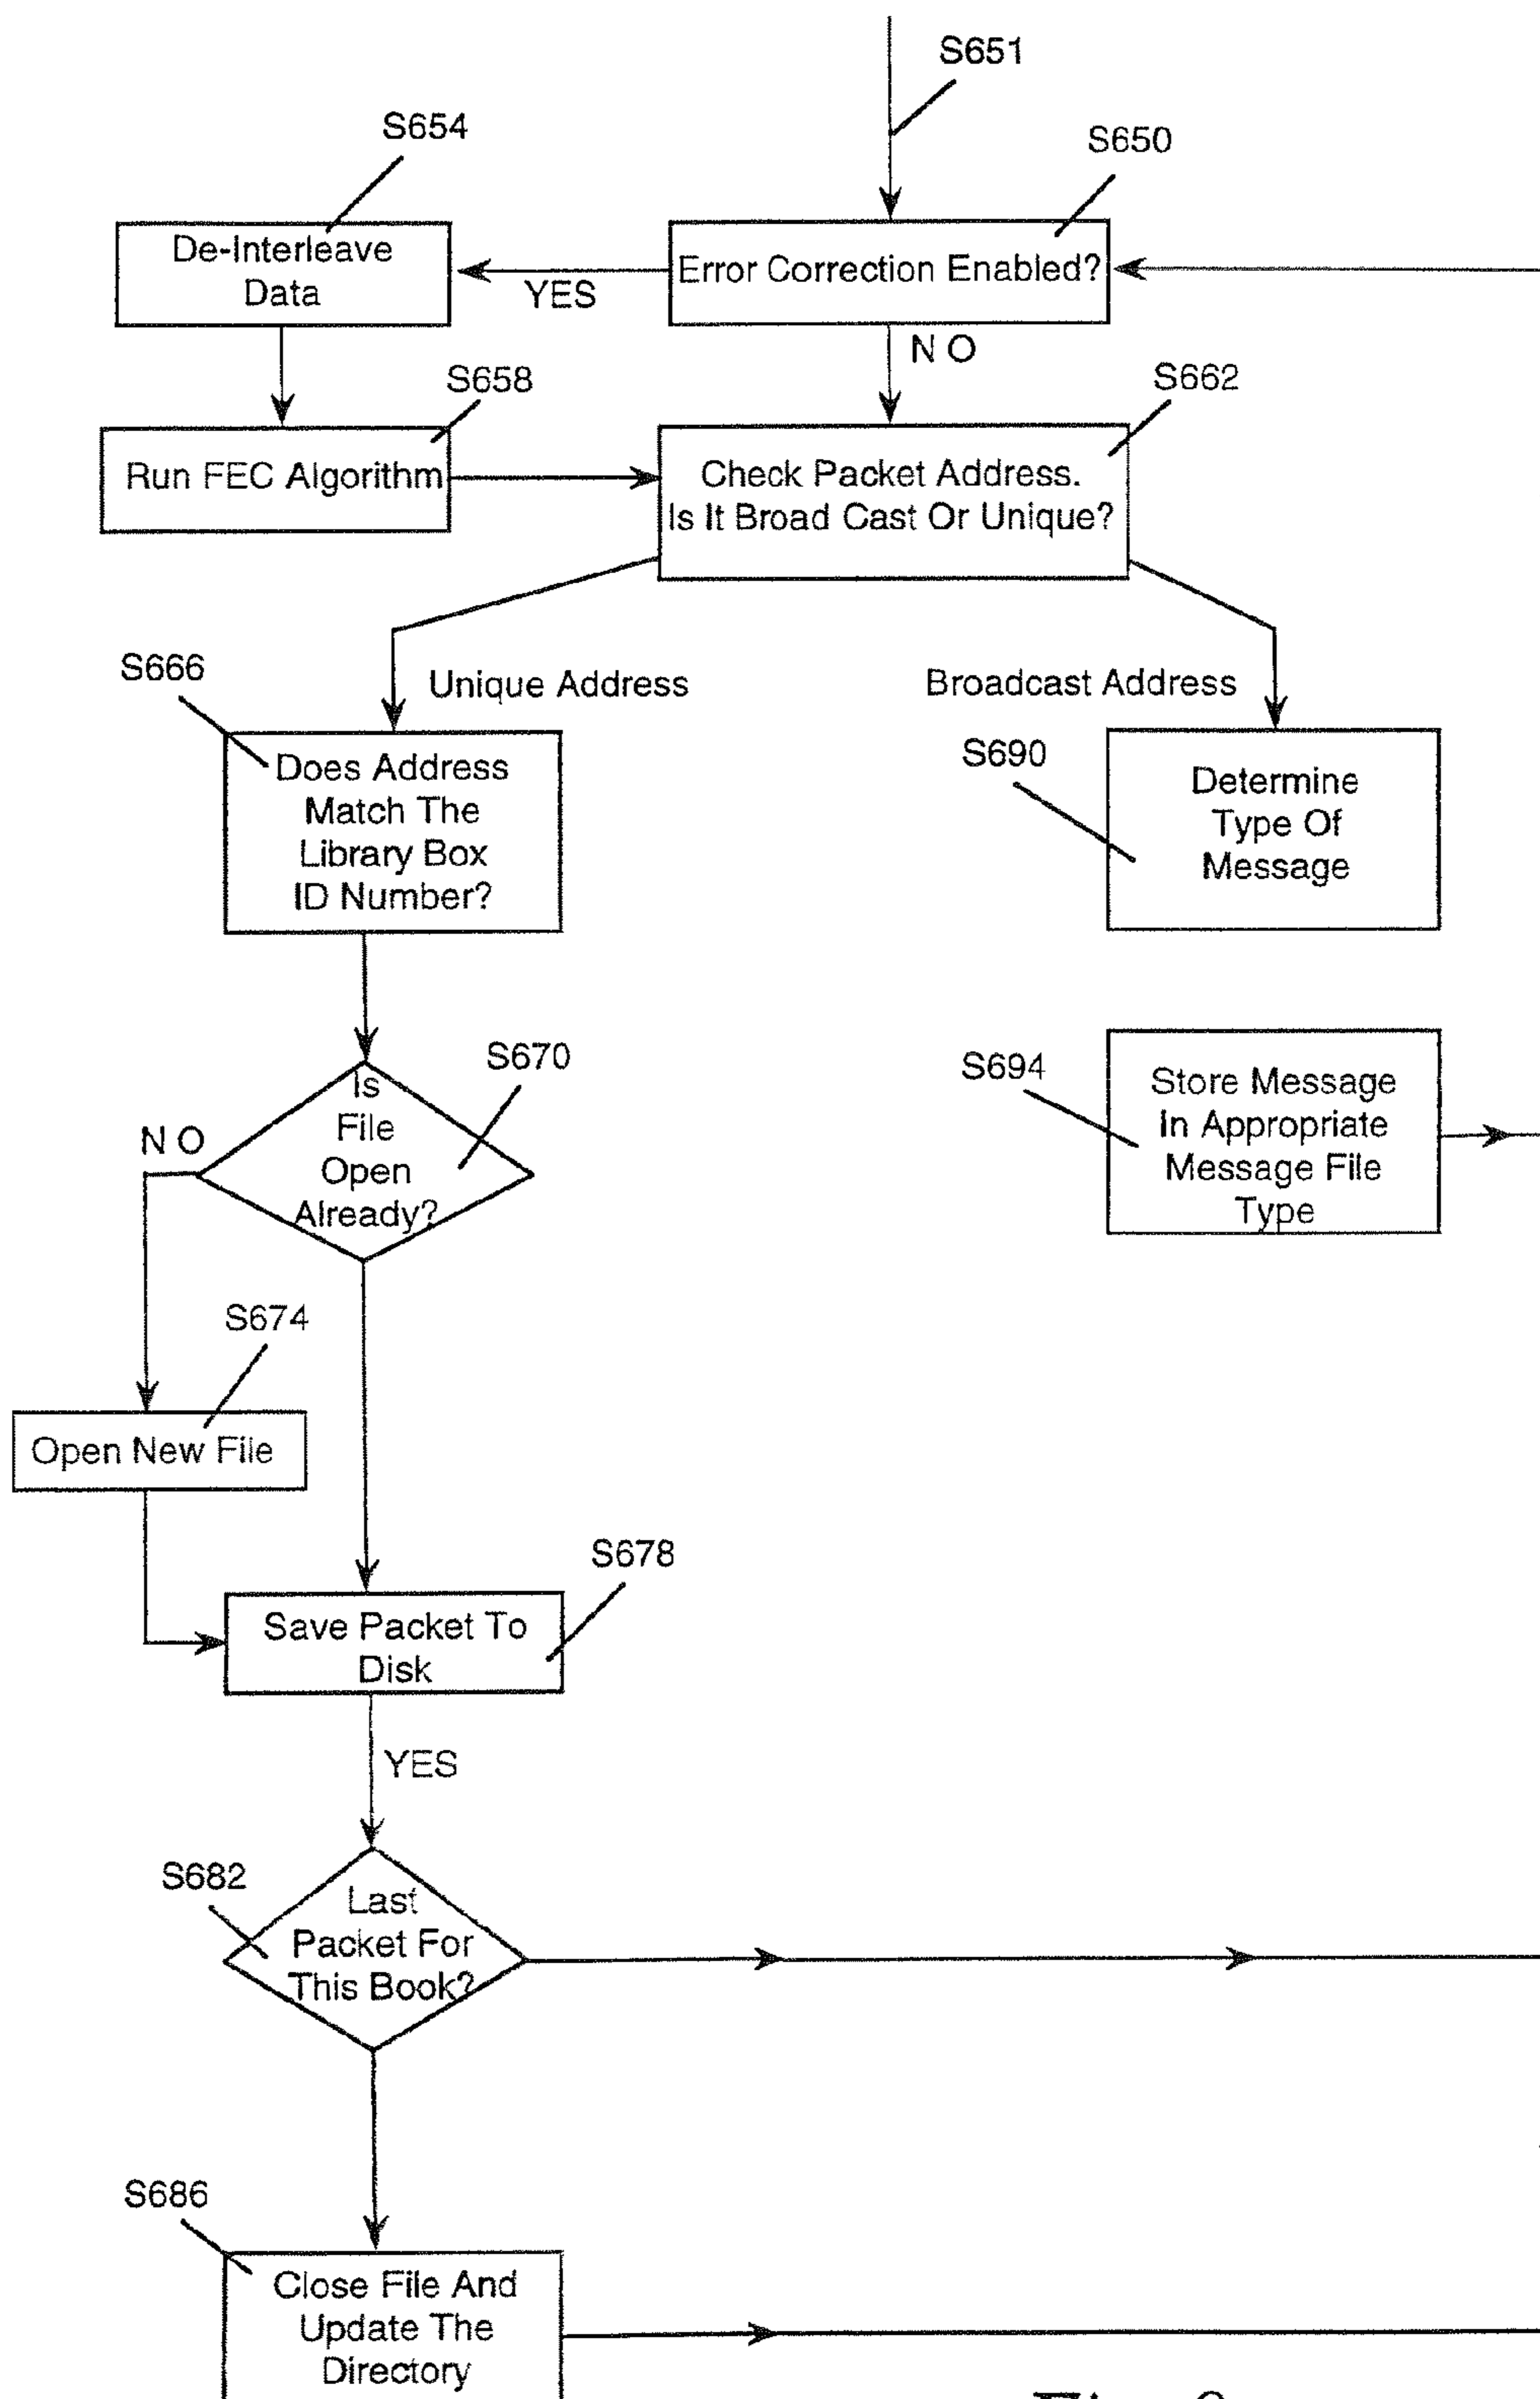 S651
S654
S650
De-Interleave
Data
YES
Error Correction Enabled?
N O
S658
S662
Run FEC Algorithm
Check Packet Address.
Is It Broad Cast Or Unique?
S666
Unique Address
Broadcast Address
S690
Does Address
Match The
Library Box
ID Number?
Determine
Type Of
Message
S670
S694
Is
File
Open
Already?
N O
Store Message
In Appropriate
Message File
Type
S674
Open New File
S678
Save Packet To
Disk
YES
S682
Last
Packet For
This Book?
S686
Close File And
Update The
Directory